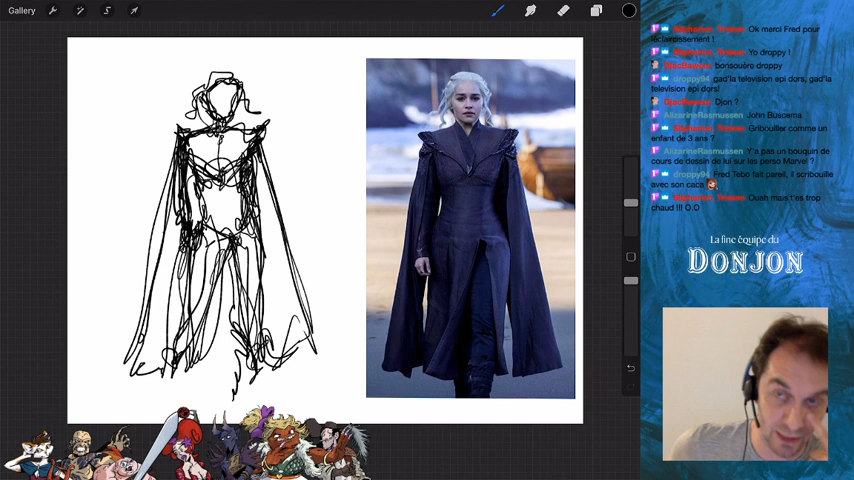 Gallery
Ok merci Fred pour
l'éclaircissement !
Yo droppy !
bonsouère droppy
droppy94 gad'la television epi dors, gad'la
television epi dors!
Djon ?
AlizarineRasmussen John Buscema
Gribouiller comme un
enfant de 3 ans ?
AlizarineRasmussen Y'a pas un bouquin de
cours de dessin de lui sur les perso Marvel ?
droppy94 Fred Tebo fait pareil, il scribouille
avec son caca
Ouah mais t'es trop
chaud !!! O.O
La fine équipe du
DONJON